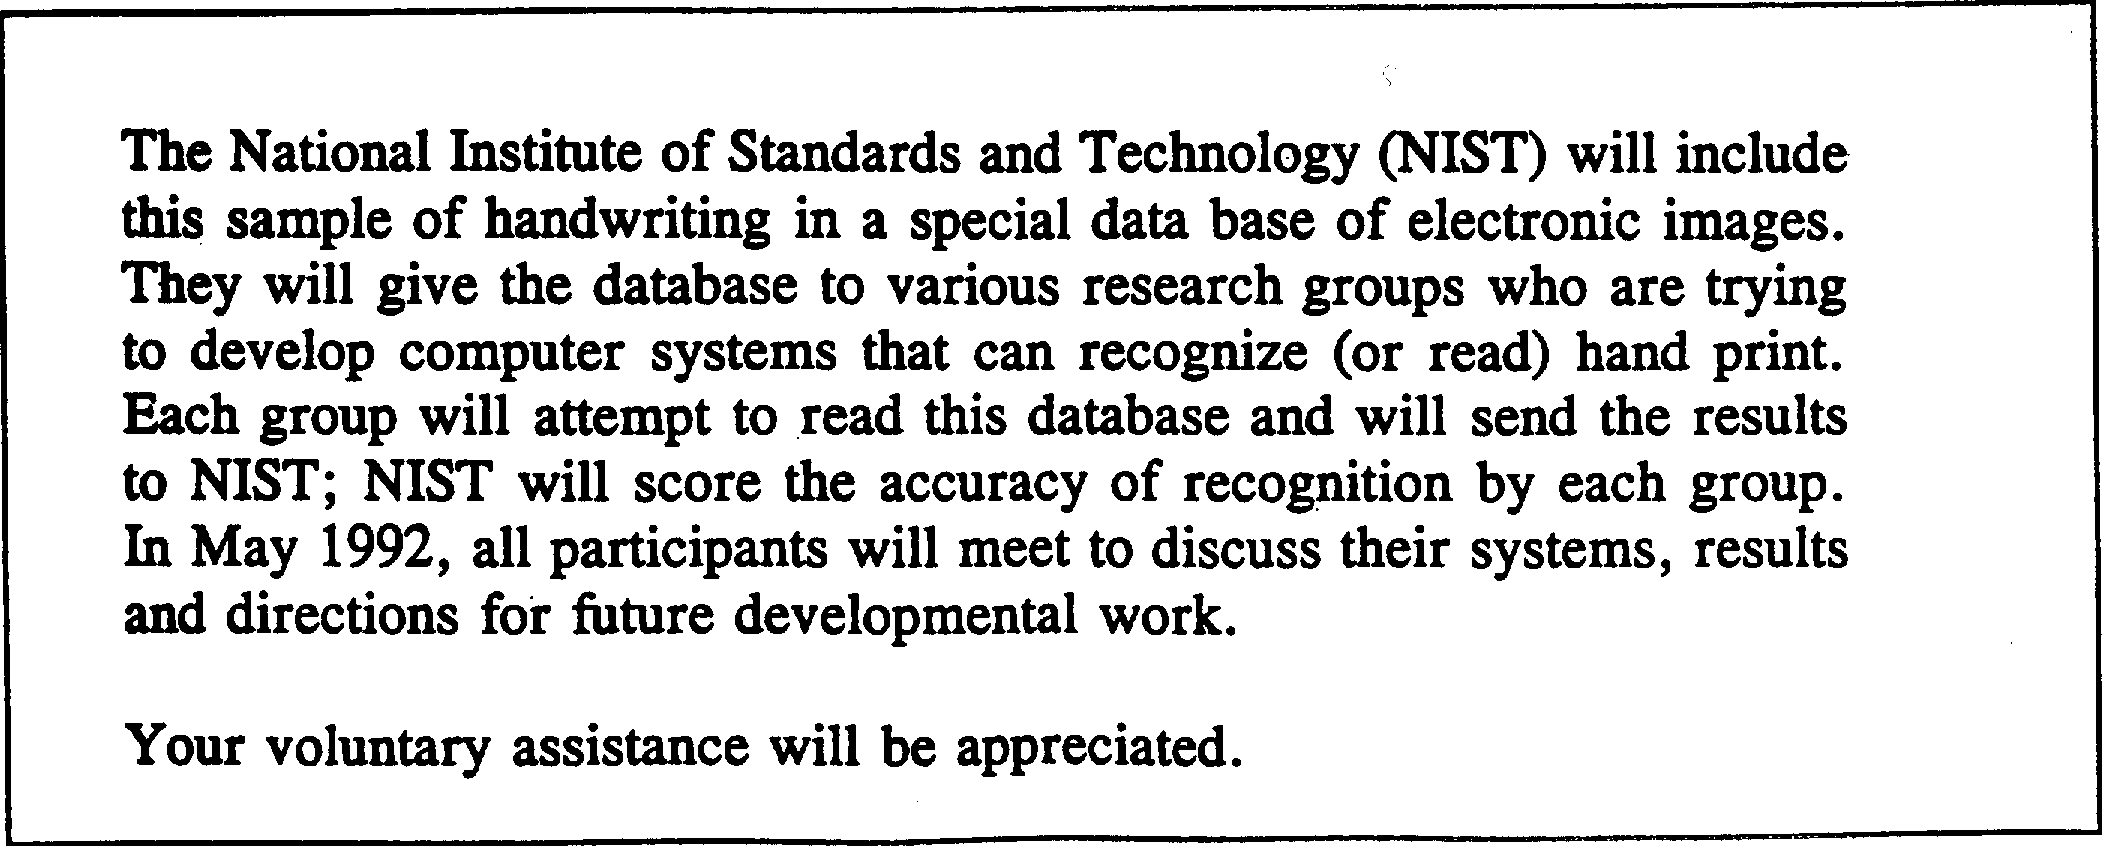 The National Institute of Standards and Technology (NIST) will include
this sample of handwriting in a special data base of electronic images.
They will give the database to various research groups who are trying
to develop computer systems that can recognize (or read) hand print.
Each group will attempt to read this database and will send the results
to NIST; NIST will score the accuracy of recognition by each group.
In May 1992, all participants will meet to discuss their systems, results
and directions for future developmental work.
Your voluntary assistance will be appreciated.